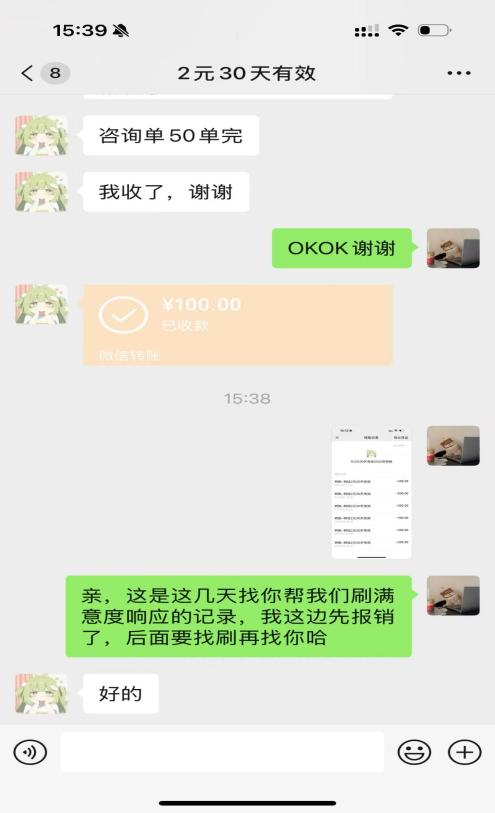 15:39
8
2元30天有效
咨询单50单完
我收了，谢谢
OKOK谢谢
¥100.00
已收款
微信转账
15:38
亲，这是这几天找你帮我们刷满
意度响应的记录，我这边先报销
了，后面要找刷再找你哈
好的